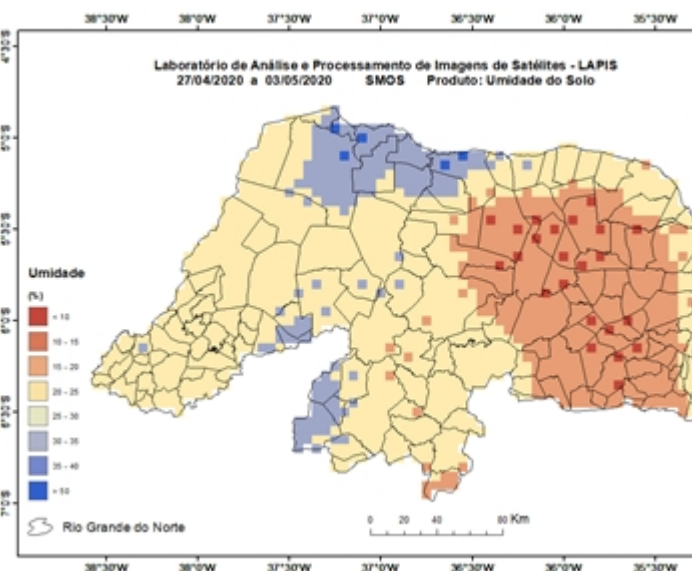 38°30'W 38°0'W 37°30'W 37°0'W 36°30'W 36°0'W 35°30'W
Laboratório de Análise e Processamento de Imagens de Satélites - LAPIS
27/04/2020 a 03/05/2020 SMOS Produto: Umidade do Solo
4°30'S
5°0'S
5°30'S
6°0'S
6°30'S
7°0'S
Umidade
(%)
< 10
10 - 15
15 - 20
20 - 25
25 - 30
30 - 35
35 - 40
Rio Grande do Norte
0 20 40 80 Km
38°30'W 38°0'W 37°30'W 37°0'W 36°30'W 36°0'W 35°30'W